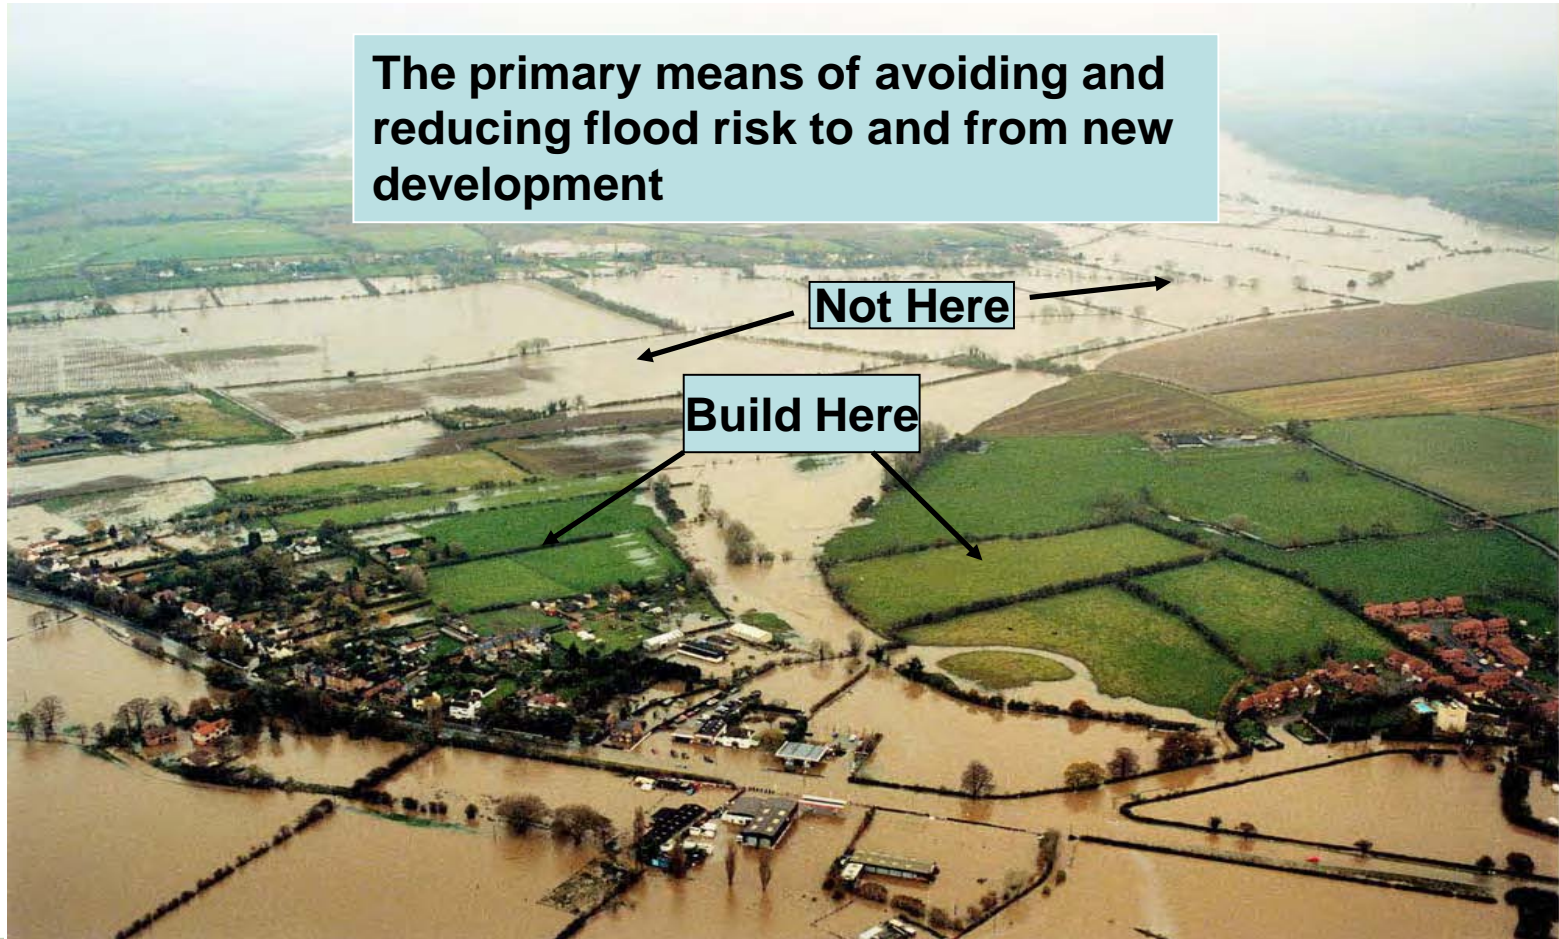 The primary means of avoiding and
reducing flood risk to and from new
development
Not Here
Build Here